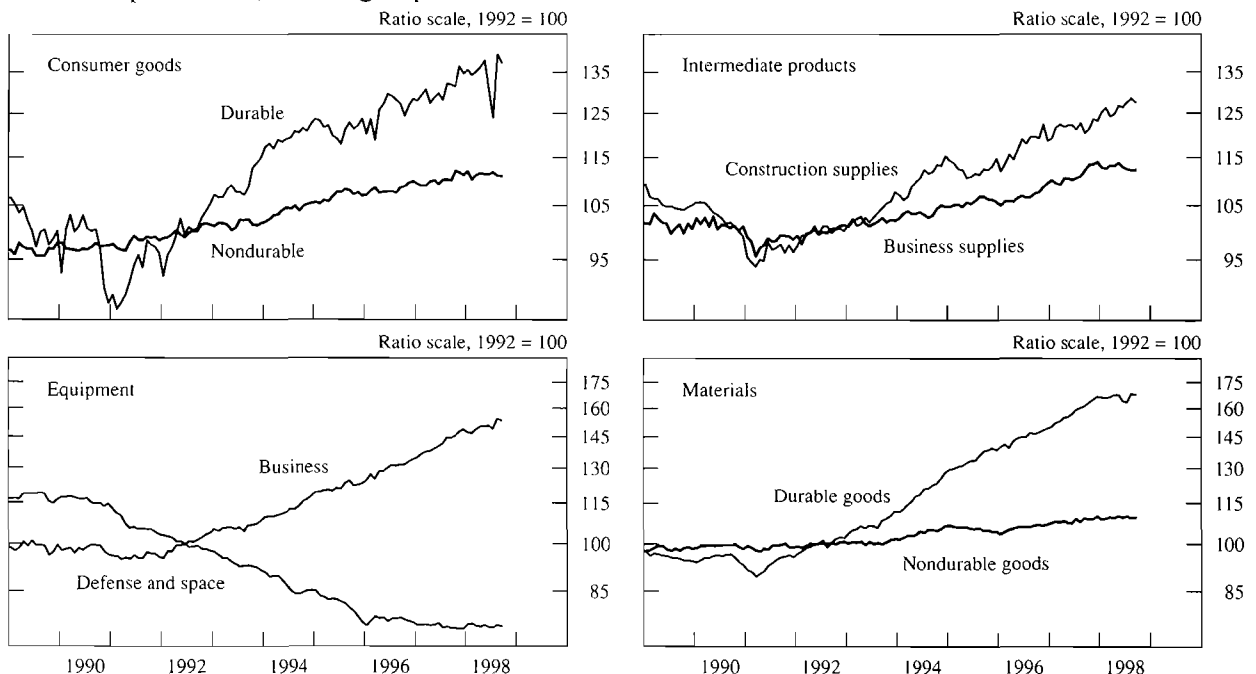 Ratio scale, 1992 = 100
Consumer goods
Durable
Nondurable
135
125
115
105
95
Ratio scale, 1992 = 100
Intermediate products
Construction supplies
Business supplies
135
125
115
105
95
Ratio scale, 1992 = 100
Equipment
Business
Defense and space
175
160
145
130
115
100
85
1990 1992 1994 1996 1998
Ratio scale, 1992 = 100
Materials
Durable goods
Nondurable goods
175
160
145
130
115
100
85
1990 1992 1994 1996 1998